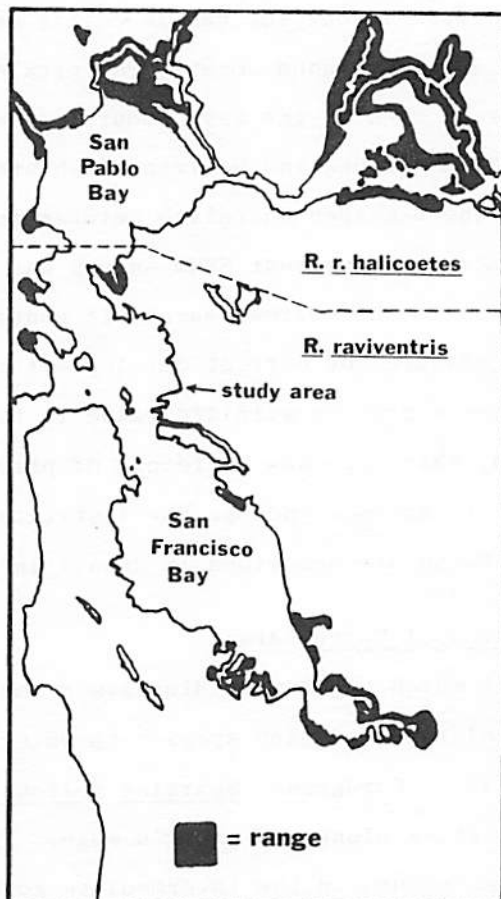 San
Pablo
Bay
R. r. halicoetes
R. raviventris
study area
San
Francisco
Bay
= range